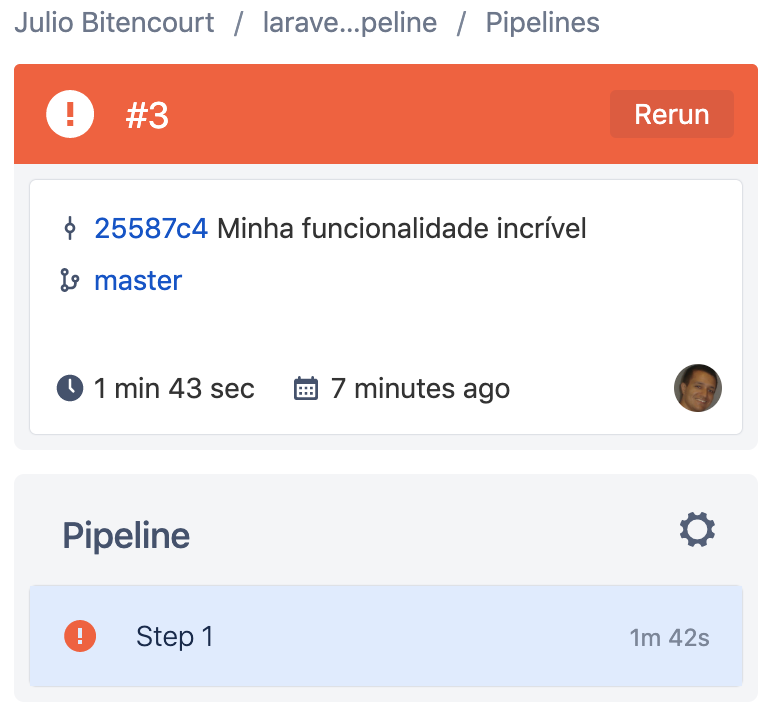 Julio Bitencourt / larave...peline / Pipelines
#3 Rerun
25587c4 Minha funcionalidade incrível
master
1 min 43 sec 7 minutes ago
Pipeline
Step 1 1m 42s